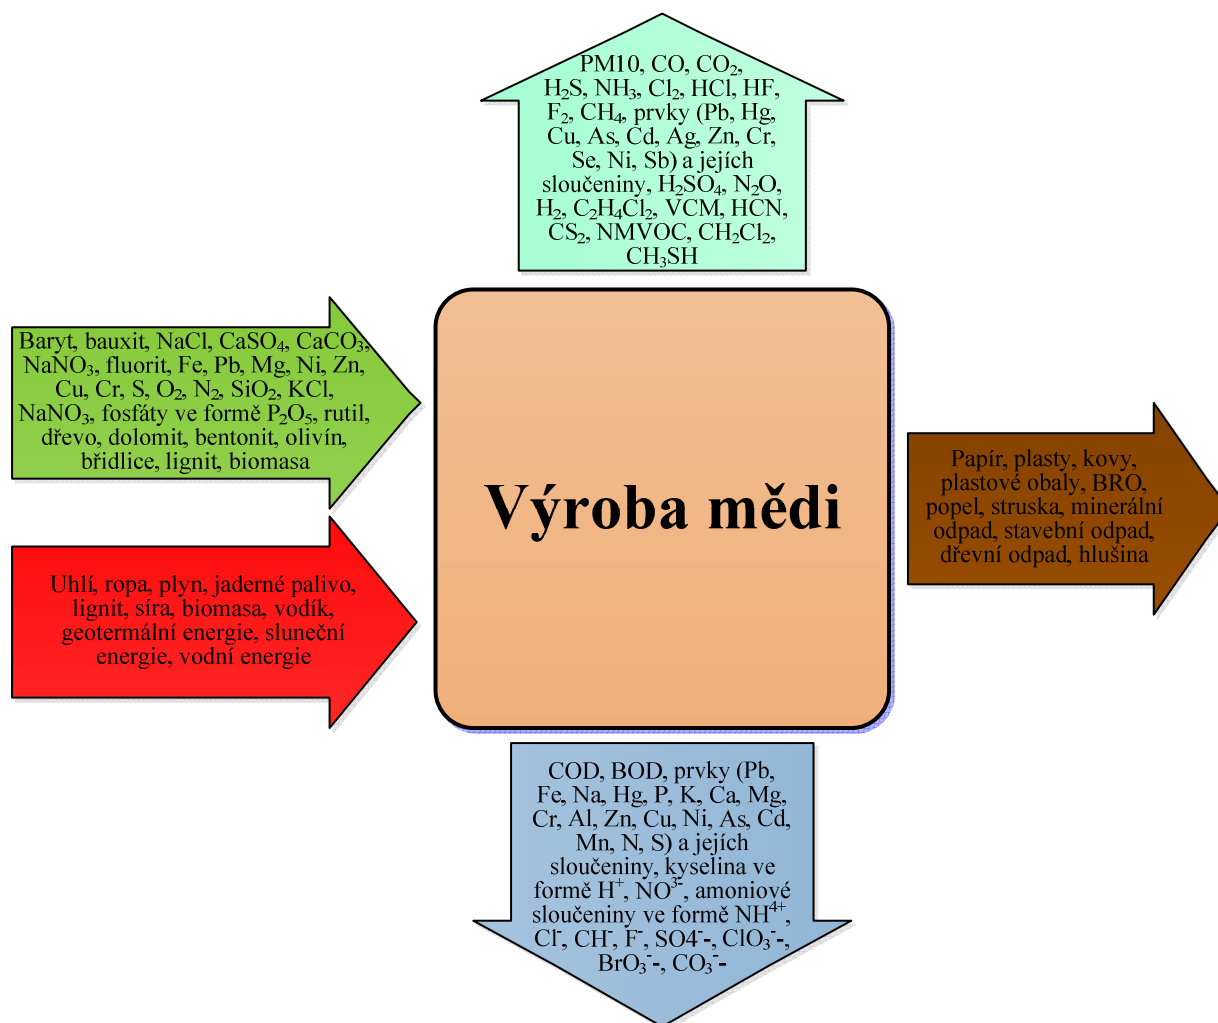 PM10, CO, CO₂,
H₂S, NH₃, Cl₂, HCl, HF,
F₂, CH₄, prvky (Pb, Hg,
Cu, As, Cd, Ag, Zn, Cr,
Se, Ni, Sb) a jejích
sloučeniny, H₂SO₄, N₂O,
H₂, C₂H₄Cl₂, VCM, HCN,
CS₂, NMVOC, CH₂Cl₂,
CH₃SH
Baryt, bauxit, NaCl, CaSO₄, CaCO₃,
NaNO₃, fluorit, Fe, Pb, Mg, Ni, Zn,
Cu, Cr, S, O₂, N₂, SiO₂, KCl,
NaNO₃, fosfáty ve formě P₂O₅, rutil,
dřevo, dolomit, bentonit, olivín,
břidlice, lignit, biomasa
Uhlí, ropa, plyn, jaderné palivo,
lignit, síra, biomasa, vodík,
geotermální energie, sluneční
energie, vodní energie
Výroba mědi
Papír, plasty, kovy,
plastové obaly, BRO,
popel, struska, minerální
odpad, stavební odpad,
dřevní odpad, hlušina
COD, BOD, prvky (Pb,
Fe, Na, Hg, P, K, Ca, Mg,
Cr, Al, Zn, Cu, Ni, As, Cd,
Mn, N, S) a jejích
sloučeniny, kyselina ve
formě H⁺, NO³⁻, amoniové
sloučeniny ve formě NH⁴⁺,
Cl⁻, CH⁻, F⁻, SO4⁻-, ClO₃⁻-,
BrO₃⁻-, CO₃⁻-